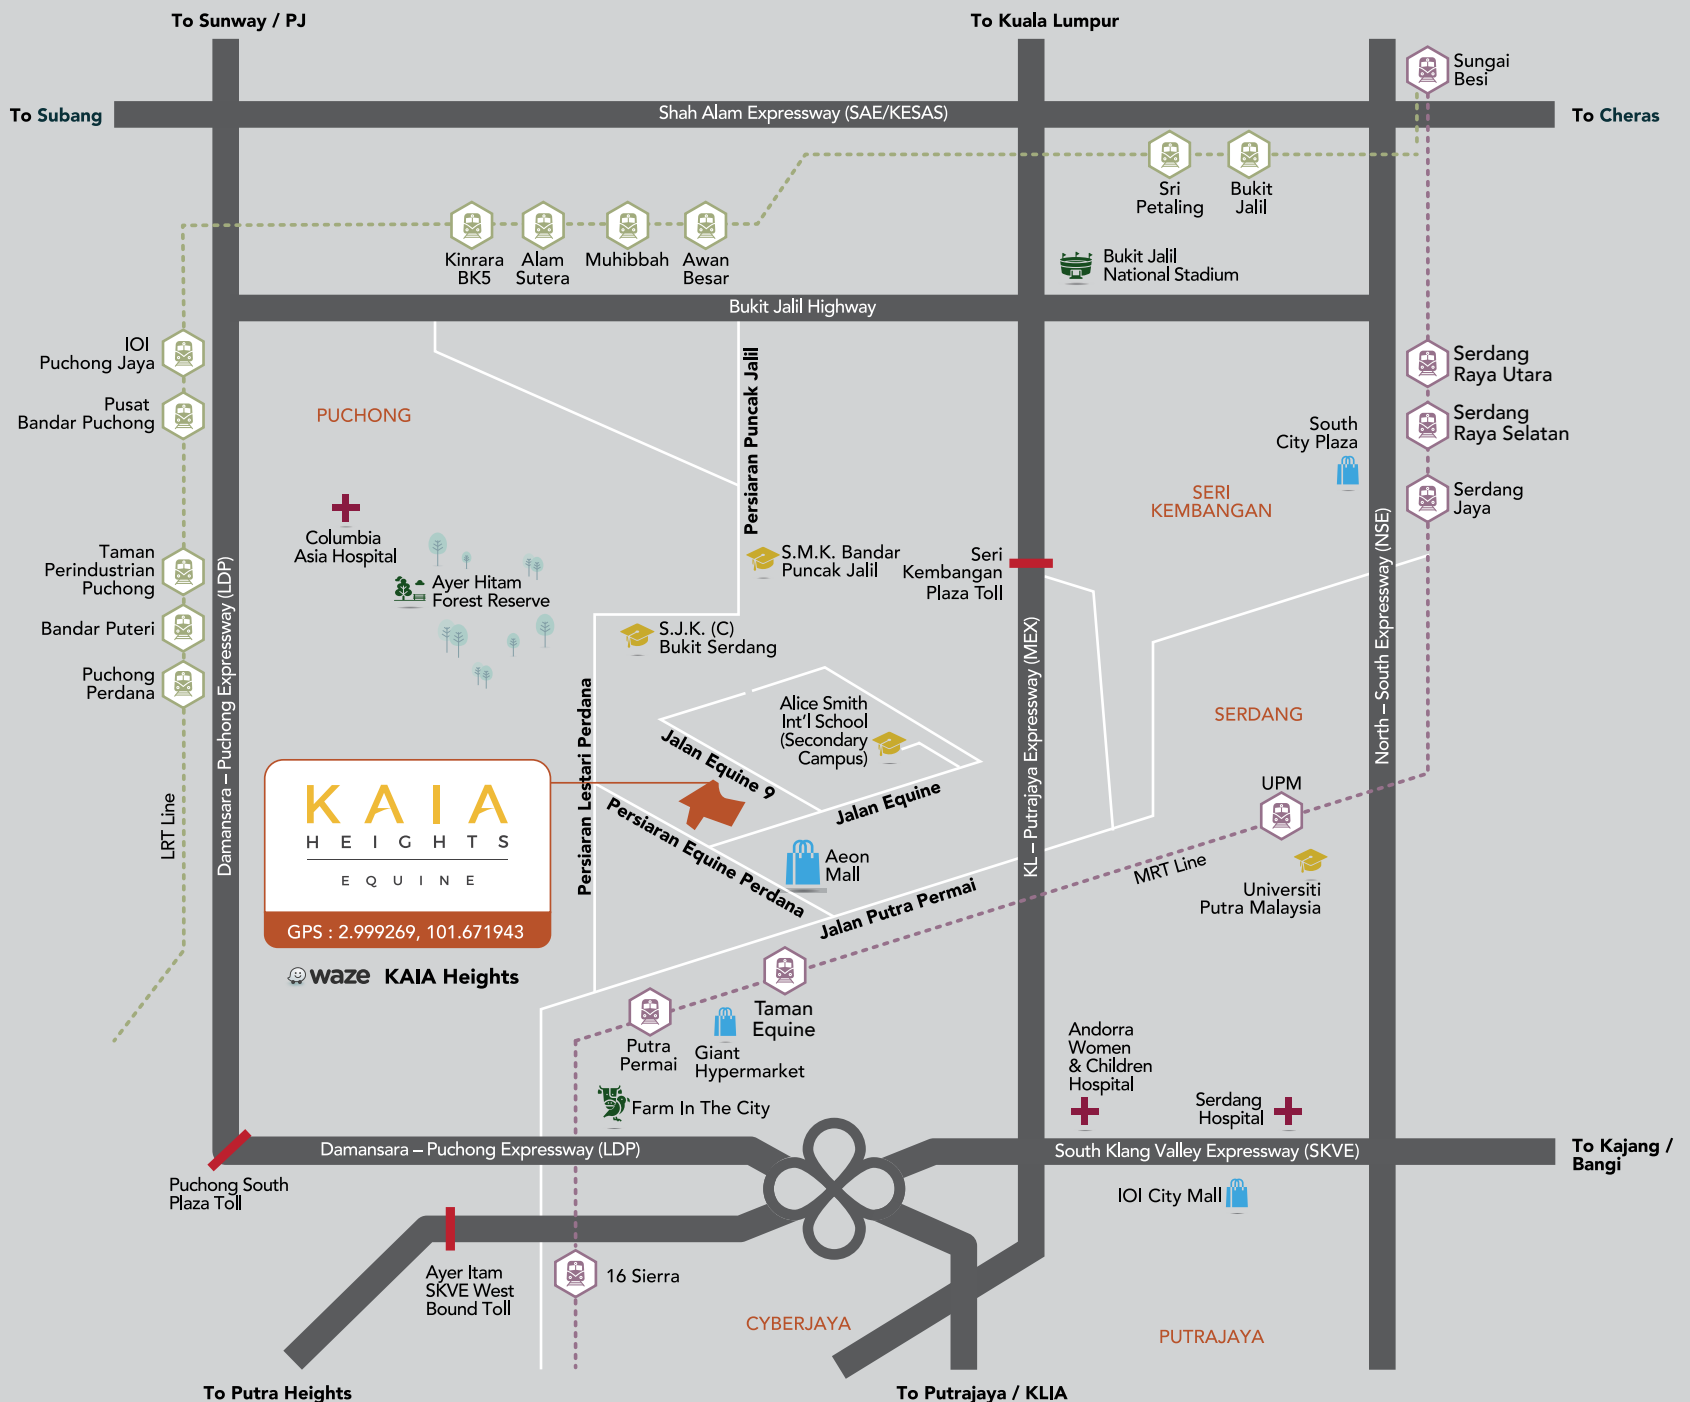 To Sunway / PJ
To Kuala Lumpur
Sungai
Besi
To Subang
Shah Alam Expressway (SAE/KESAS)
To Cheras
Sri
Petaling
Bukit
Jalil
Kinrara
BK5
Alam
Sutera
Muhibbah
Awan
Besar
Bukit Jalil
National Stadium
Bukit Jalil Highway
IOI
Puchong Jaya
Pusat
Bandar Puchong
PUCHONG
Persiaran Puncak Jalil
Serdang
Raya Utara
Serdang
Raya Selatan
South
City Plaza
SERI
KEMBANGAN
Serdang
Jaya
Columbia
Asia Hospital
Taman
Perindustrian
Puchong
Ayer Hitam
Forest Reserve
S.M.K. Bandar
Puncak Jalil
Seri
Kembangan
Plaza Toll
Bandar Puteri
S.J.K. (C)
Bukit Serdang
Puchong
Perdana
Damansara – Puchong Expressway (LDP)
KL – Putrajaya Expressway (MEX)
North – South Expressway (NSE)
SERDANG
Alice Smith
Int'l School
(Secondary
Campus)
Persiaran Lestari Perdana
Jalan Equine 9
Jalan Equine
Persiaran Equine Perdana
Aeon
Mall
Jalan Putra Permai
LRT Line
KAIA
HEIGHTS
EQUINE
GPS : 2.999269, 101.671943
waze KAIA Heights
UPM
MRT Line
Universiti
Putra Malaysia
Taman
Equine
Putra
Permai
Giant
Hypermarket
Farm In The City
Andorra
Women
& Children
Hospital
Serdang
Hospital
Damansara – Puchong Expressway (LDP)
South Klang Valley Expressway (SKVE)
To Kajang /
Bangi
Puchong South
Plaza Toll
IOI City Mall
Ayer Itam
SKVE West
Bound Toll
16 Sierra
CYBERJAYA
PUTRAJAYA
To Putra Heights
To Putrajaya / KLIA